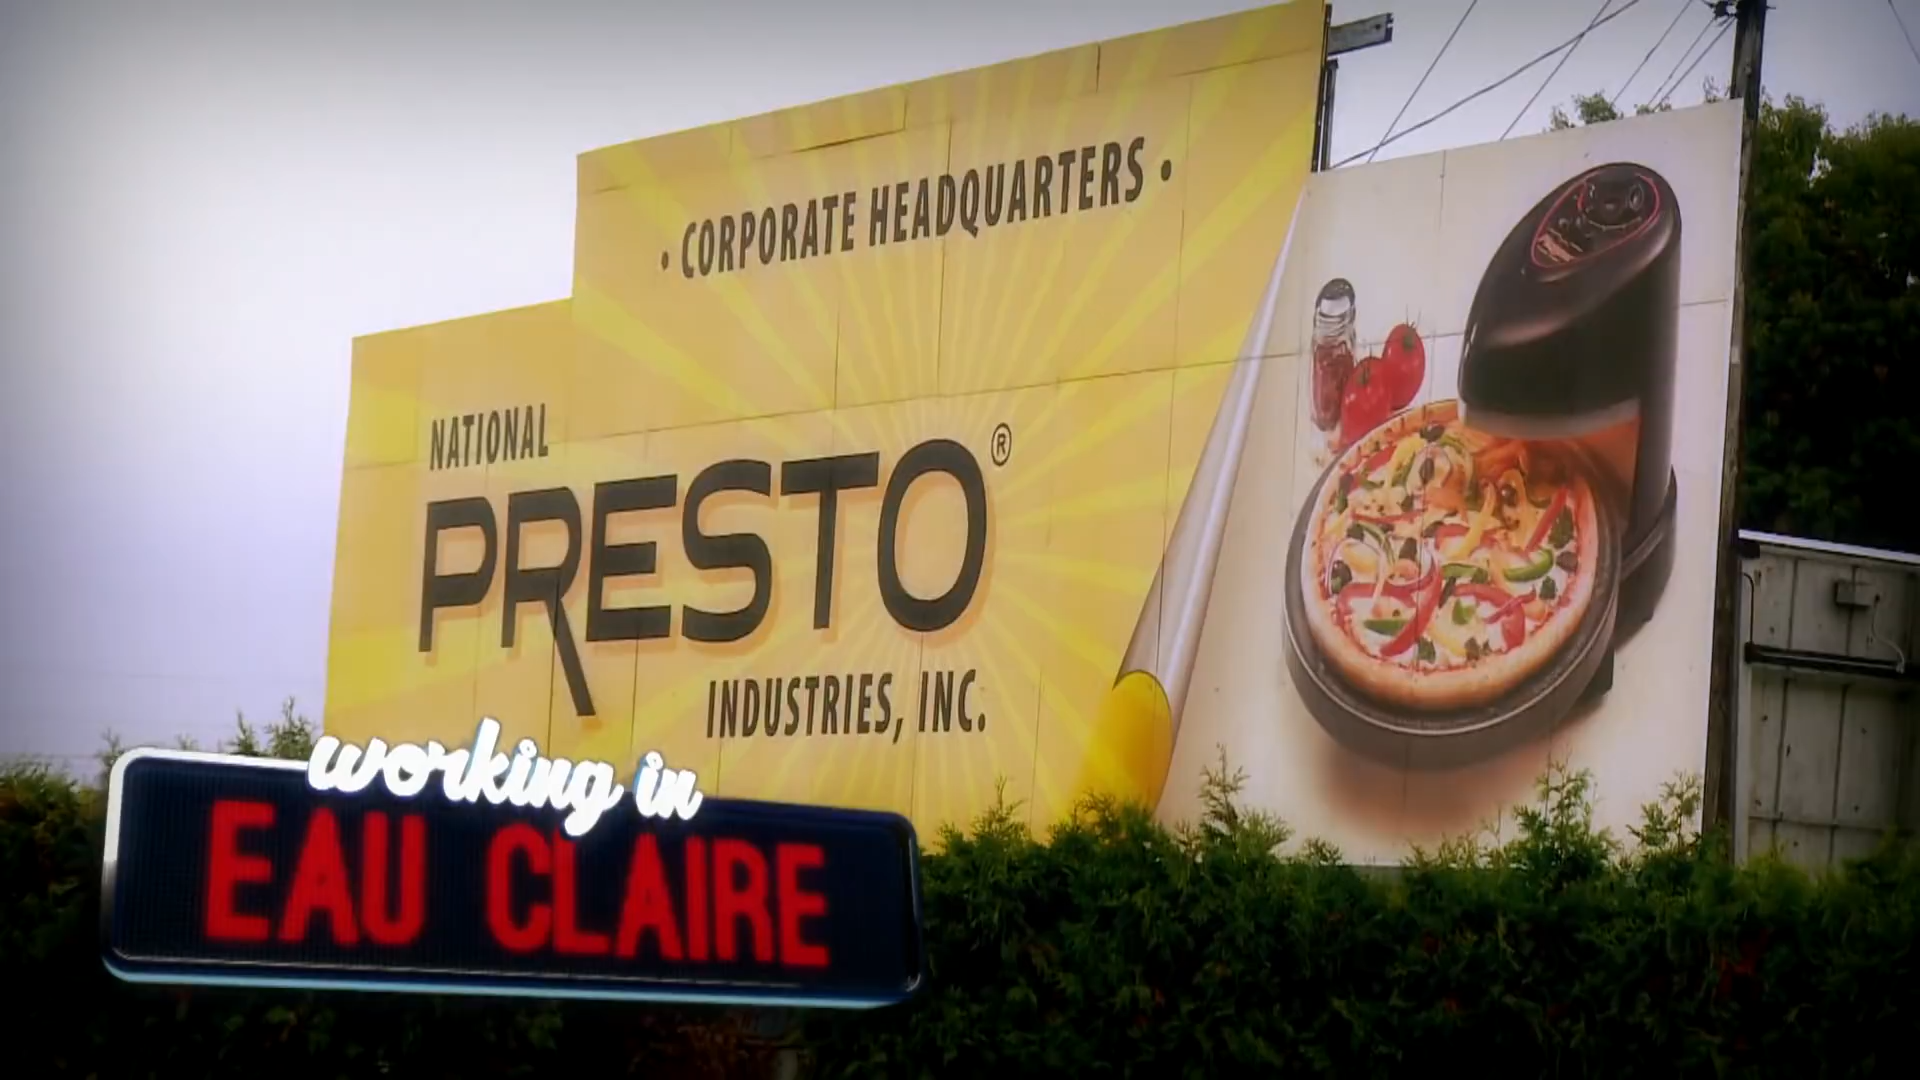 • CORPORATE HEADQUARTERS •
NATIONAL
PRESTO®
INDUSTRIES, INC.
working in
EAU CLAIRE